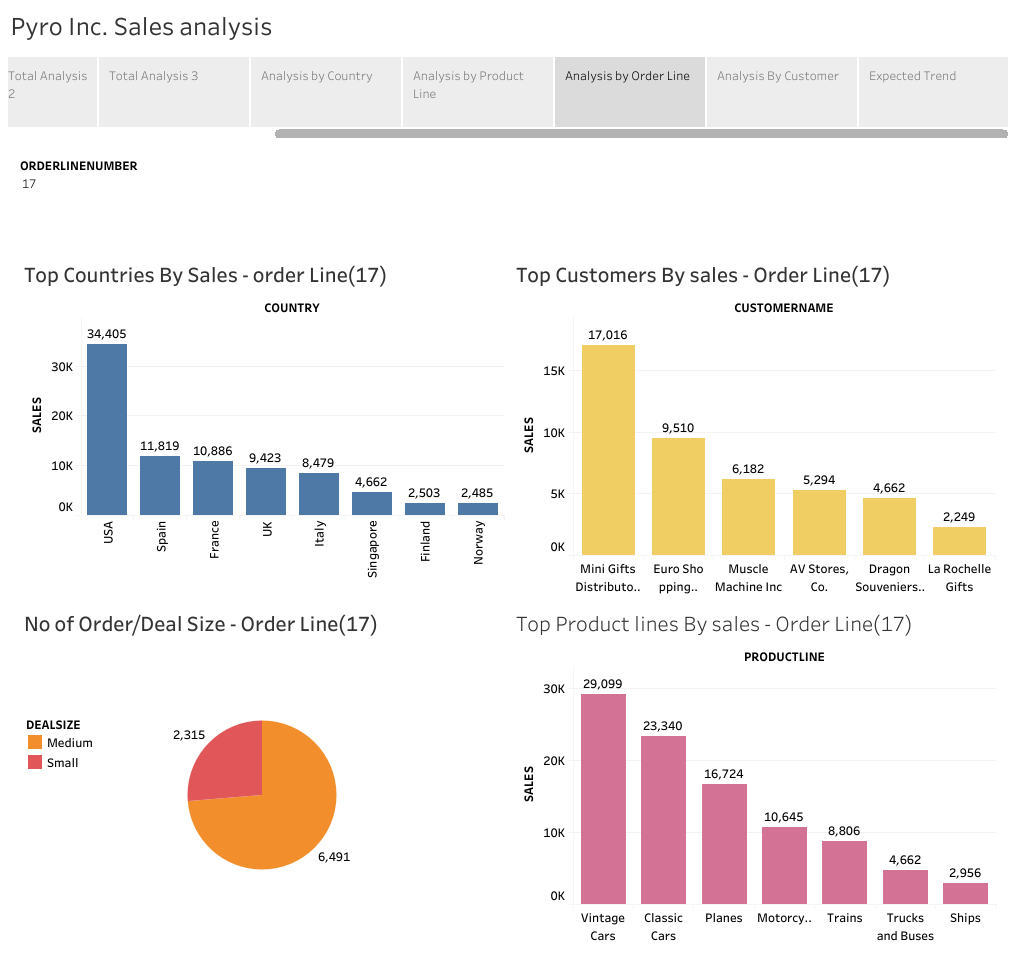 Pyro Inc. Sales analysis
Total Analysis
2
Total Analysis 3
Analysis by Country
Analysis by Product
Line
Analysis by Order Line
Analysis By Customer
Expected Trend
ORDERLINENUMBER
17
Top Countries By Sales - order Line(17)
COUNTRY
SALES
30K
20K
10K
0K
34,405
11,819
10,886
9,423
8,479
4,662
2,503
2,485
USA
Spain
France
UK
Italy
Singapore
Finland
Norway
Top Customers By sales - Order Line(17)
CUSTOMERNAME
SALES
15K
10K
5K
0K
17,016
9,510
6,182
5,294
4,662
2,249
Mini Gifts
Distributo..
Euro Sho
pping..
Muscle
Machine Inc
AV Stores,
Co.
Dragon
Souveniers..
La Rochelle
Gifts
No of Order/Deal Size - Order Line(17)
DEALSIZE
Medium
Small
2,315
6,491
Top Product lines By sales - Order Line(17)
PRODUCTLINE
SALES
30K
20K
10K
0K
29,099
23,340
16,724
10,645
8,806
4,662
2,956
Vintage
Cars
Classic
Cars
Planes
Motorcy..
Trains
Trucks
and Buses
Ships